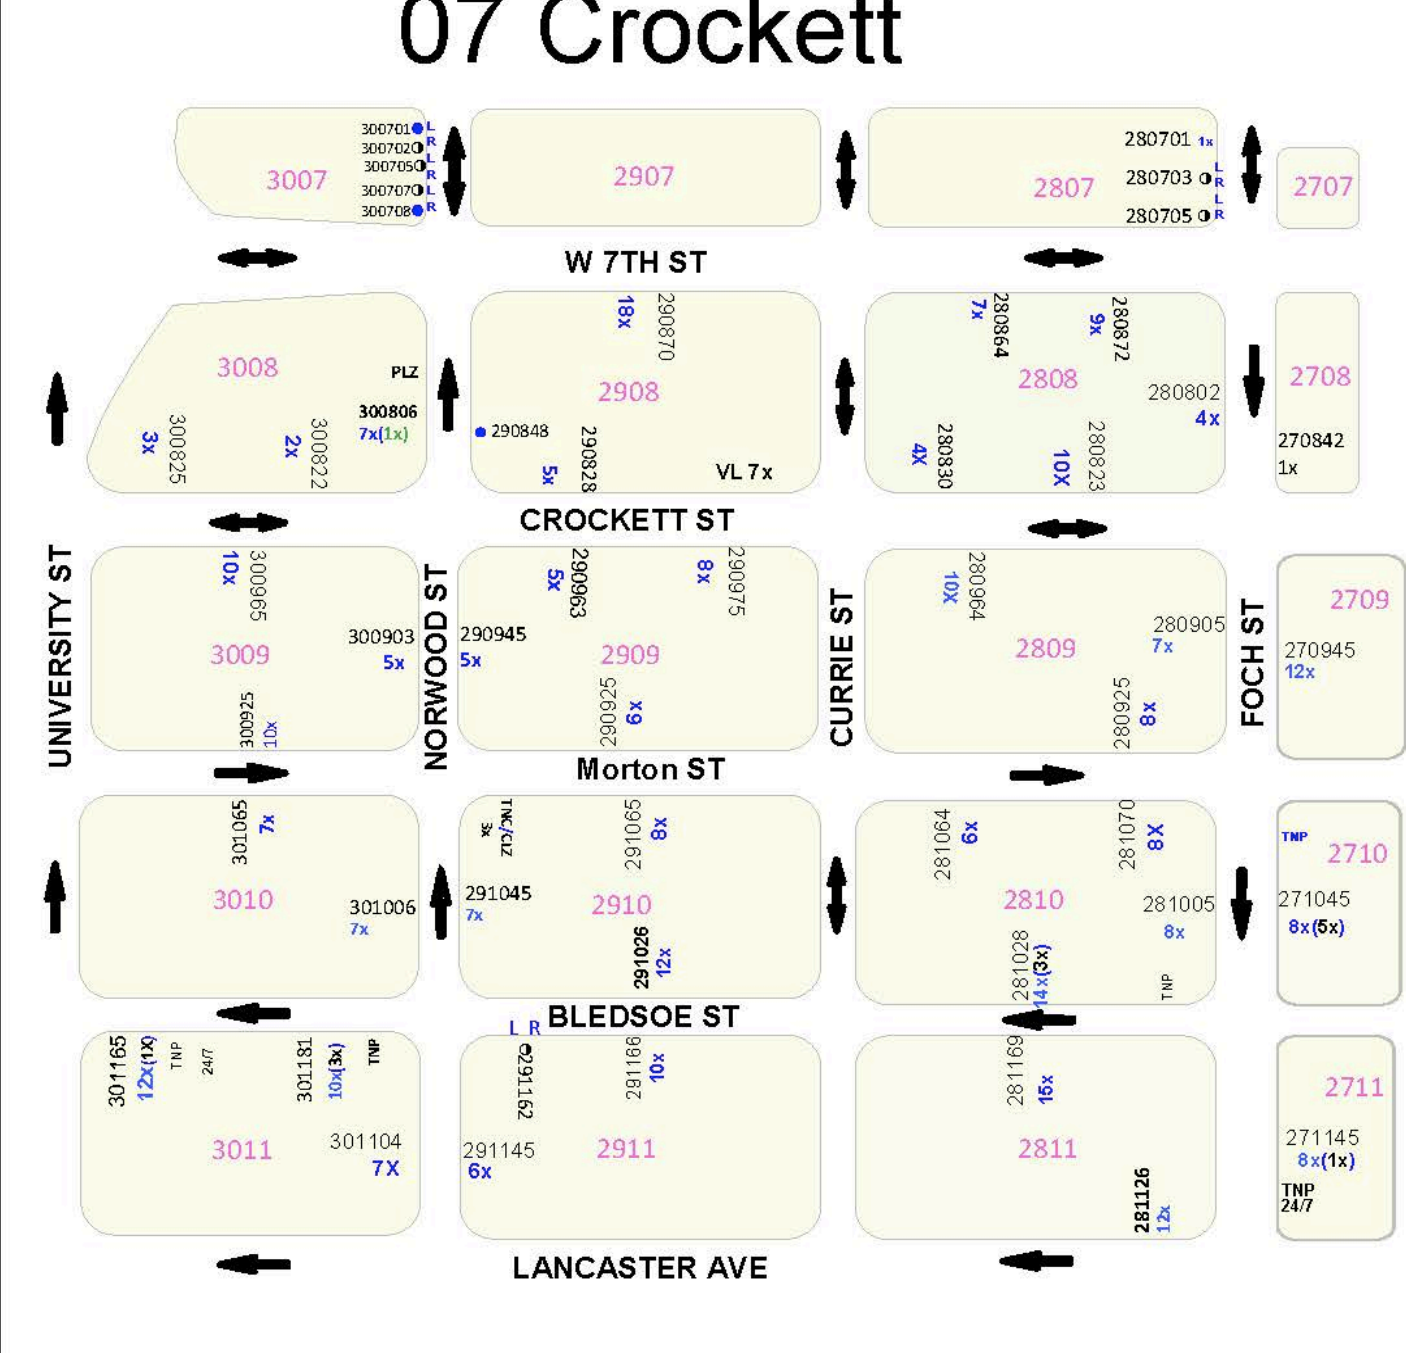 07 Crockett
300701 L
R
300702
L
300705
R
300707 L
300708 R
3007
2907
280701 1x
L
280703 R
L
280705 R
2807
2707
W 7TH ST
3008
PLZ
300806
7x(1x)
3x
300825
2x
300822
18x
290870
2908
290848
5x
290828
VL 7x
7x
280864
9x
280872
2808
280802
4x
4X
280830
10X
280823
2708
270842
1x
CROCKETT ST
UNIVERSITY ST
NORWOOD ST
CURRIE ST
FOCH ST
10x
300965
300903
5x
3009
300925
10x
5x
290963
8x
290975
290945
5x
2909
290925
6x
10X
280964
280905
7x
2809
280925
8x
2709
270945
12x
Morton ST
301065
7x
3010
301006
7x
TNC/CLZ
3x
291065
8x
291045
7x
2910
291026
12x
281064
6x
281070
8X
2810
281005
8x
281028
14x(3x)
TNP
TNP
2710
271045
8x(5x)
BLEDSOE ST
301165
12x(1X)
TNP
24/7
301181
10x(3x)
TNP
3011
301104
7X
L R
291162
291169
10x
291145
6x
2911
281169
15x
2811
281126
12x
2711
271145
8x(1x)
TNP
24/7
LANCASTER AVE